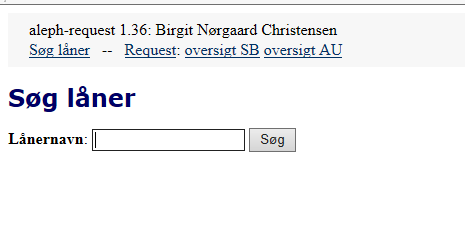 aleph-request 1.36: Birgit Nørgaard Christensen
Søg låner -- Request: oversigt SB oversigt AU
Søg låner
Lånernavn: Søg